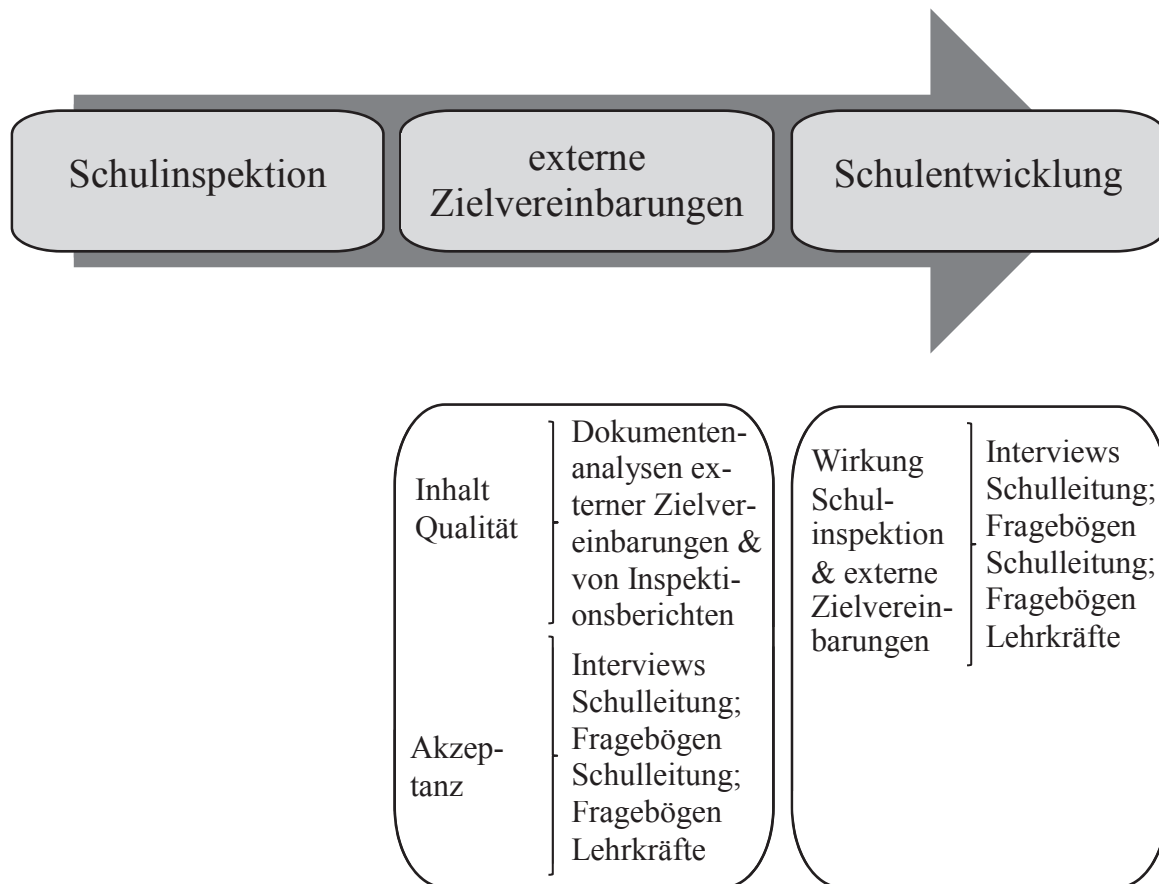 Schulinspektion
externe
Zielvereinbarungen
Schulentwicklung
Inhalt
Qualität
Dokumenten-
analysen ex-
terner Zielver-
einbarungen &
von Inspekti-
onsberichten
Akzep-
tanz
Interviews
Schulleitung;
Fragebögen
Schulleitung;
Fragebögen
Lehrkräfte
Wirkung
Schul-
inspektion
& externe
Zielverein-
barungen
Interviews
Schulleitung;
Fragebögen
Schulleitung;
Fragebögen
Lehrkräfte